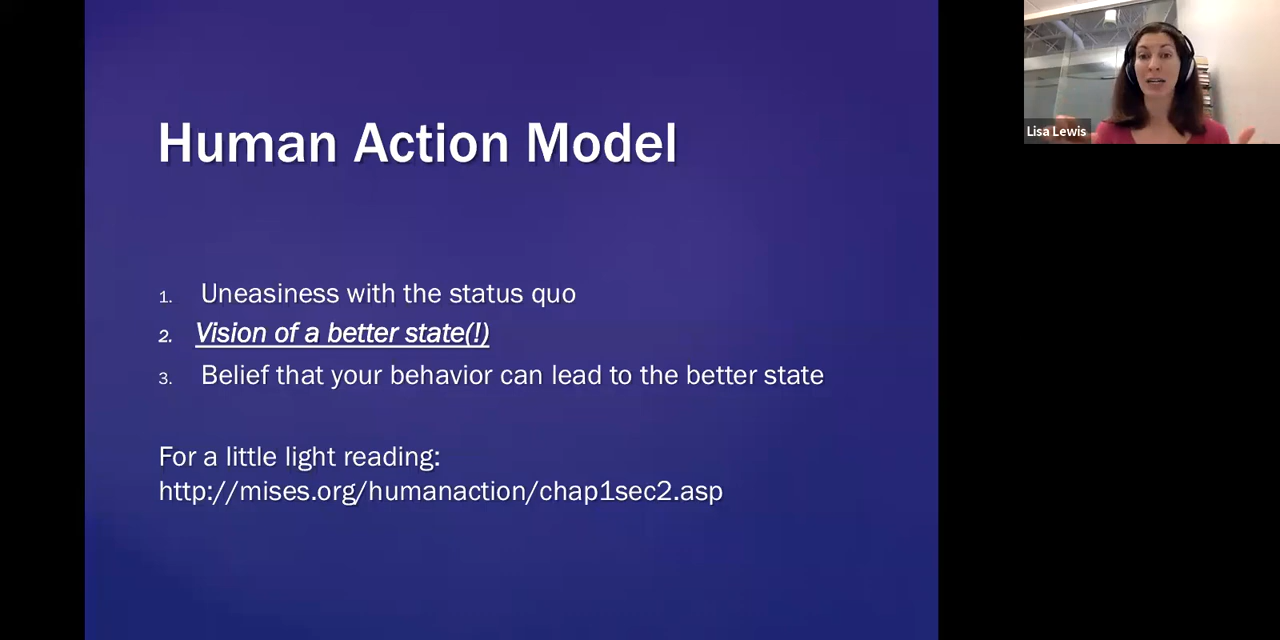 Human Action Model
1. Uneasiness with the status quo
2. Vision of a better state(!)
3. Belief that your behavior can lead to the better state
For a little light reading:
http://mises.org/humanaction/chap1sec2.asp
Lisa Lewis